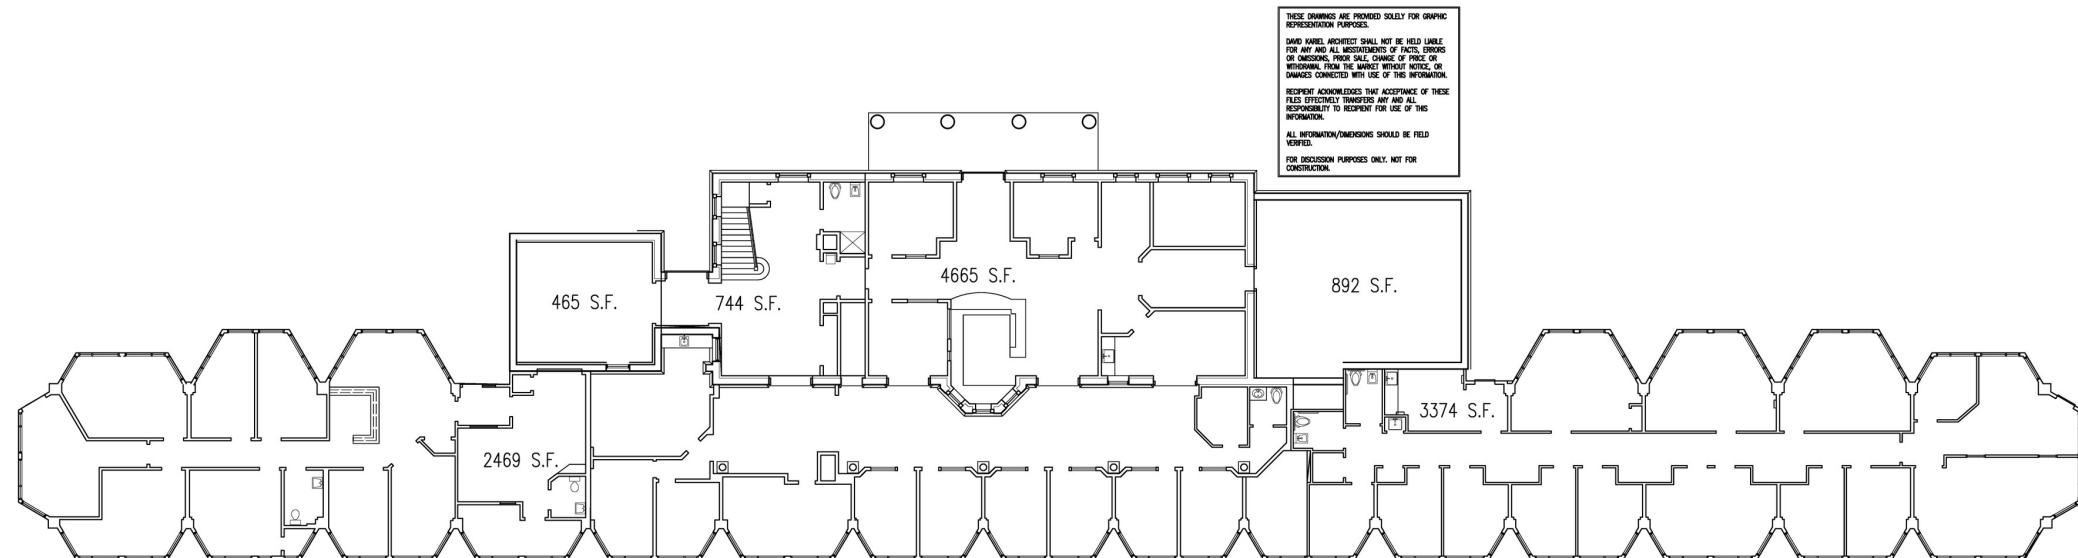 THESE DRAWINGS ARE PROVIDED SOLELY FOR GRAPHIC
REPRESENTATION PURPOSES.
DAVID KARIEL ARCHITECT SHALL NOT BE HELD LIABLE
FOR ANY AND ALL MISSTATEMENTS OF FACTS, ERRORS
OR OMISSIONS, PRIOR SALE, CHANGE OF PRICE OR
WITHDRAWAL FROM THE MARKET WITHOUT NOTICE, OR
DAMAGES CONNECTED WITH USE OF THIS INFORMATION.
RECIPIENT ACKNOWLEDGES THAT ACCEPTANCE OF THESE
FILES EFFECTIVELY TRANSFERS ANY AND ALL
RESPONSIBILITY TO RECIPIENT FOR USE OF THIS
INFORMATION.
ALL INFORMATION/DIMENSIONS SHOULD BE FIELD
VERIFIED.
FOR DISCUSSION PURPOSES ONLY. NOT FOR
CONSTRUCTION.
4665 S.F.
892 S.F.
465 S.F.
744 S.F.
3374 S.F.
2469 S.F.